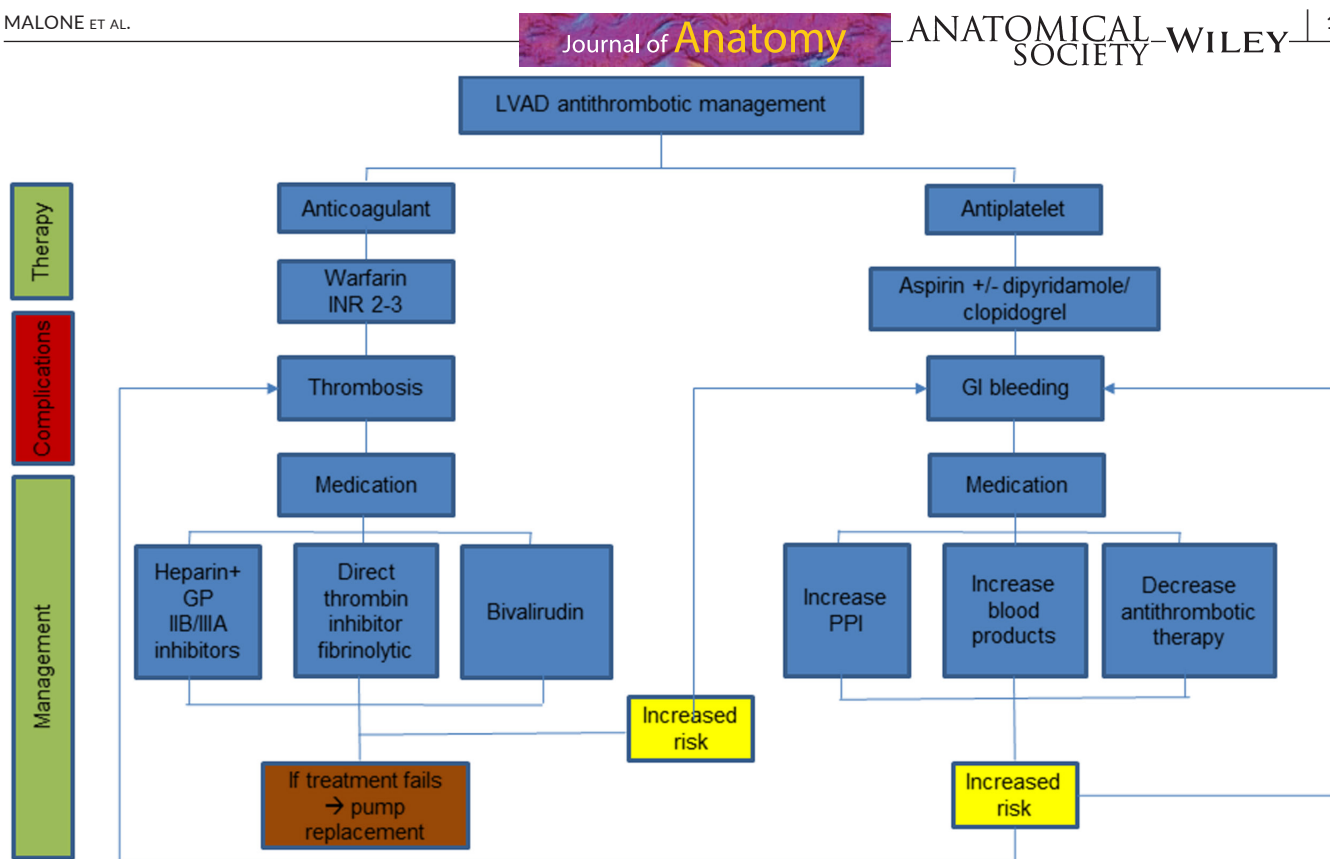 MALONE ET AL.
Journal of Anatomy
ANATOMICAL
SOCIETY
WILEY
LVAD antithrombotic management
Therapy
Anticoagulant
Antiplatelet
Warfarin
INR 2-3
Aspirin +/- dipyridamole/
clopidogrel
Complications
Thrombosis
GI bleeding
Management
Medication
Medication
Heparin+
GP
IIB/IIIA
inhibitors
Direct
thrombin
inhibitor
fibrinolytic
Bivalirudin
Increase
PPI
Increase
blood
products
Decrease
antithrombotic
therapy
Increased
risk
If treatment fails
→ pump
replacement
Increased
risk